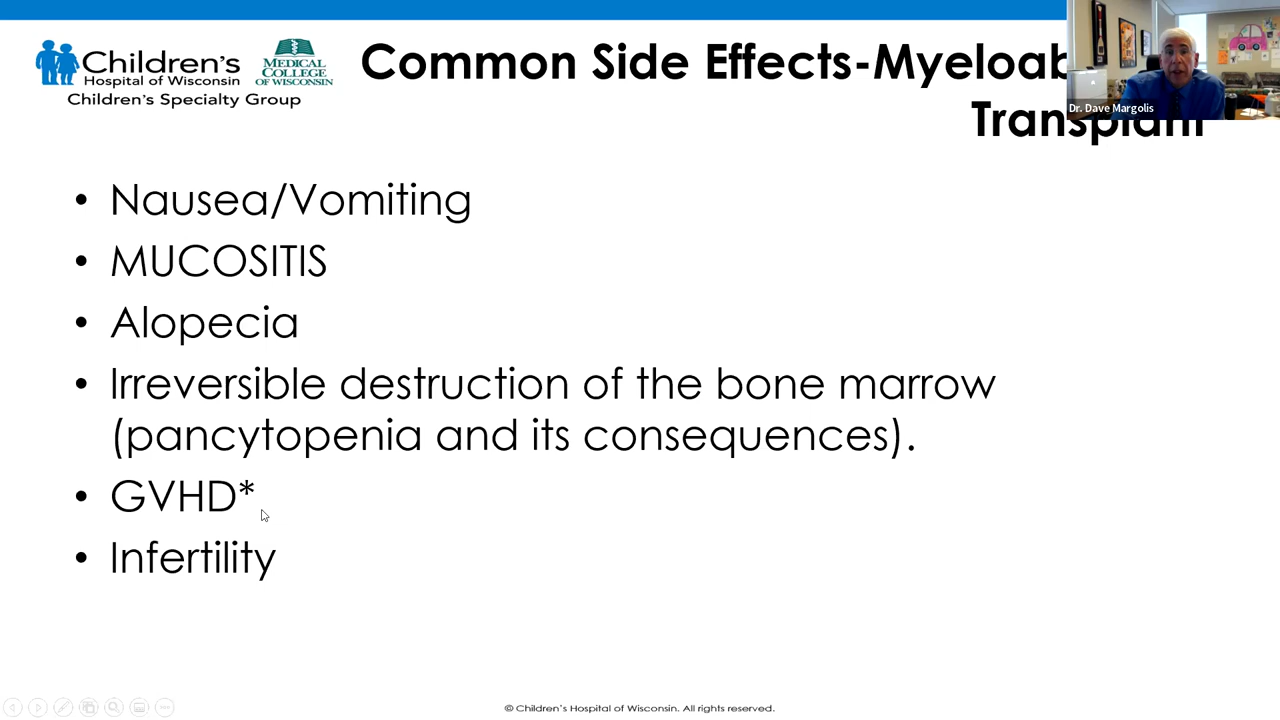 Children's
Hospital of Wisconsin
Children's Specialty Group
MEDICAL
COLLEGE
OF WISCONSIN
Common Side Effects-Myeloab
Transplant
Dr. Dave Margolis
• Nausea/Vomiting
• MUCOSITIS
• Alopecia
• Irreversible destruction of the bone marrow
(pancytopenia and its consequences).
• GVHD*
• Infertility
© Children's Hospital of Wisconsin. All rights reserved.